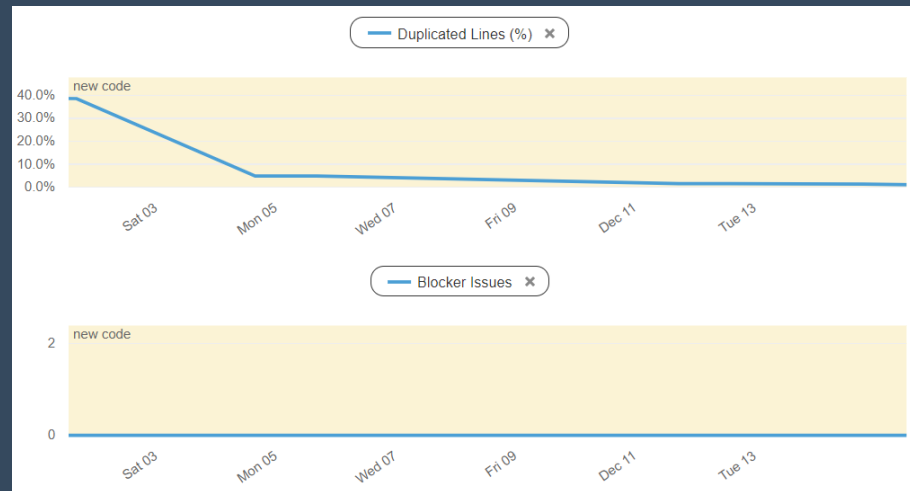 Duplicated Lines (%) ×
new code
40.0%
30.0%
20.0%
10.0%
0.0%
Sat 03 Mon 05 Wed 07 Fri 09 Dec 11 Tue 13
Blocker Issues ×
new code
2
0
Sat 03 Mon 05 Wed 07 Fri 09 Dec 11 Tue 13